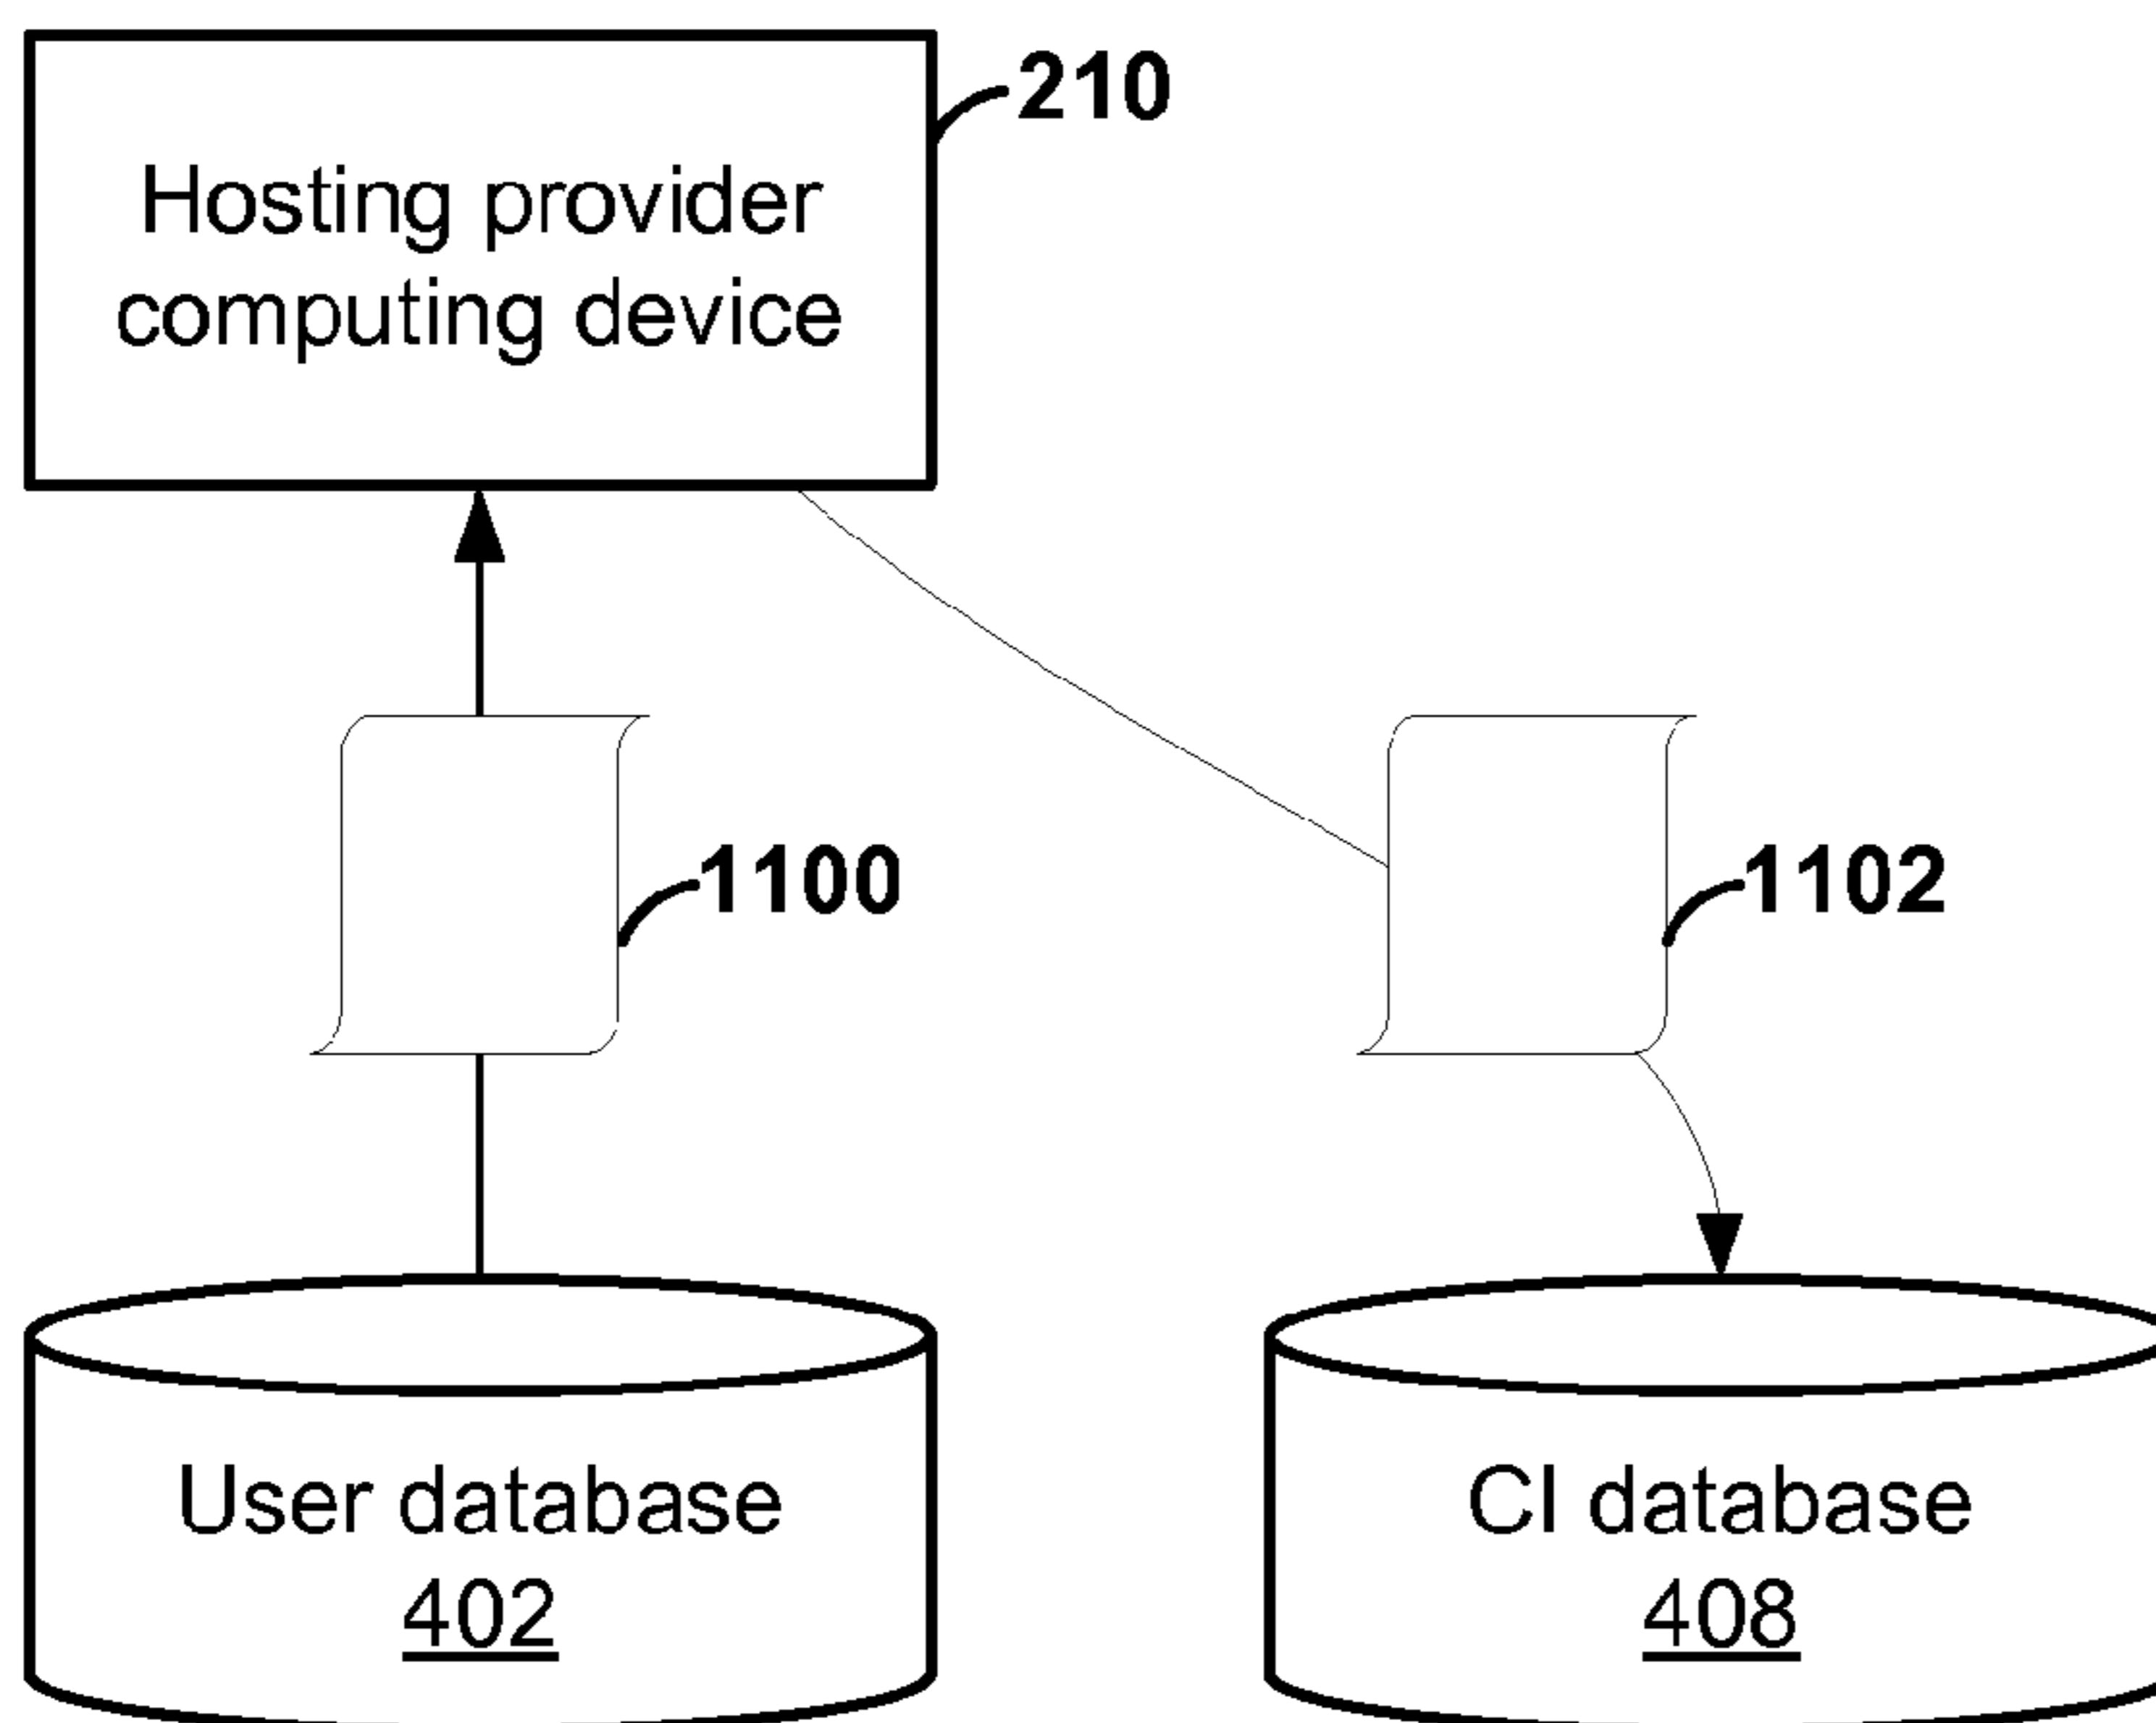 210
Hosting provider
computing device
1100
1102
User database
402
CI database
408